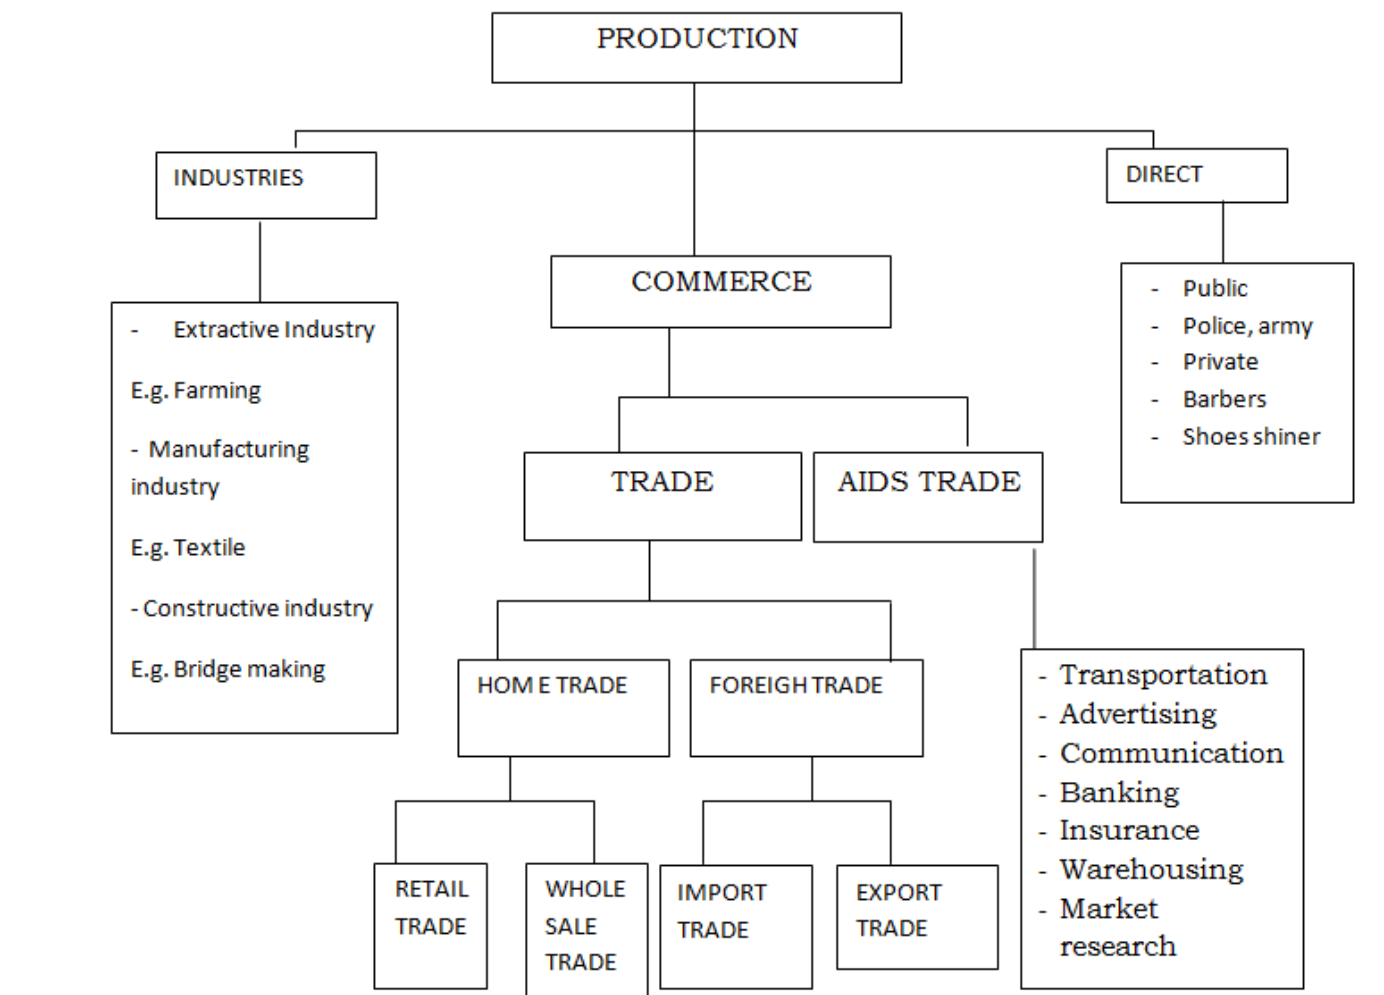 PRODUCTION
INDUSTRIES
DIRECT
COMMERCE
- Extractive Industry
E.g. Farming
- Manufacturing
industry
E.g. Textile
- Constructive industry
E.g. Bridge making
- Public
- Police, army
- Private
- Barbers
- Shoes shiner
TRADE
AIDS TRADE
HOM E TRADE
FOREIGH TRADE
- Transportation
- Advertising
- Communication
- Banking
- Insurance
- Warehousing
- Market
research
RETAIL
TRADE
WHOLE
SALE
TRADE
IMPORT
TRADE
EXPORT
TRADE